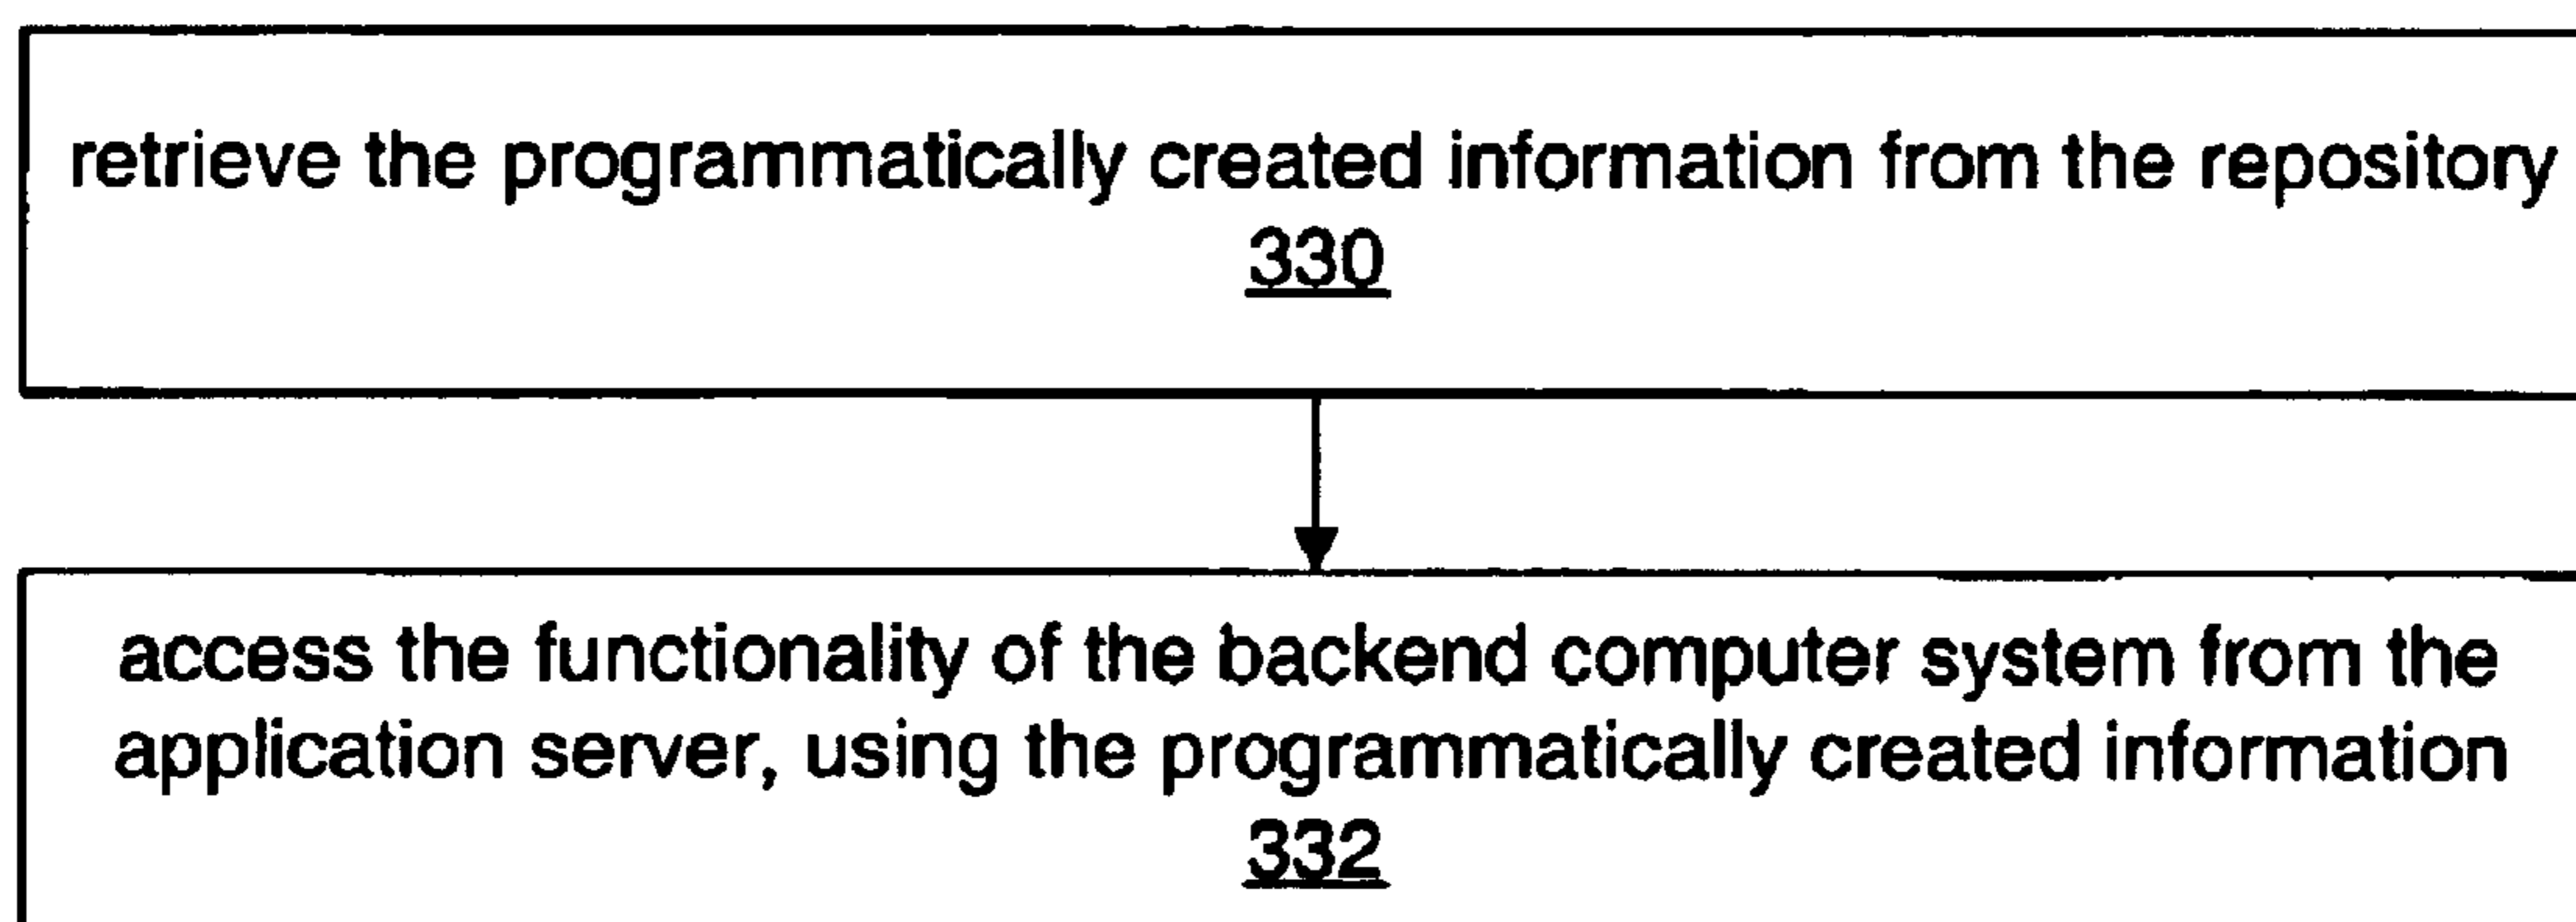 retrieve the programmatically created information from the repository
330
access the functionality of the backend computer system from the
application server, using the programmatically created information
332